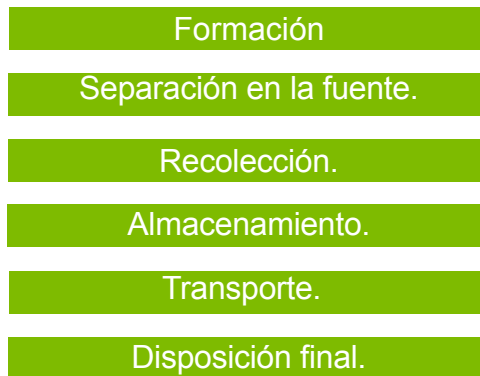 Formación
Separación en la fuente.
Recolección.
Almacenamiento.
Transporte.
Disposición final.